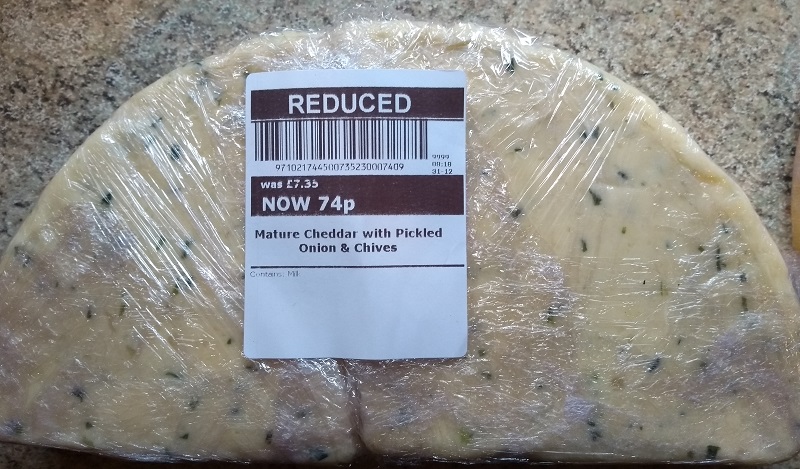 REDUCED
971021744500735230007409
9999
00:18
31-12
was £7.35
NOW 74p
Mature Cheddar with Pickled
Onion & Chives
Contains: Milk